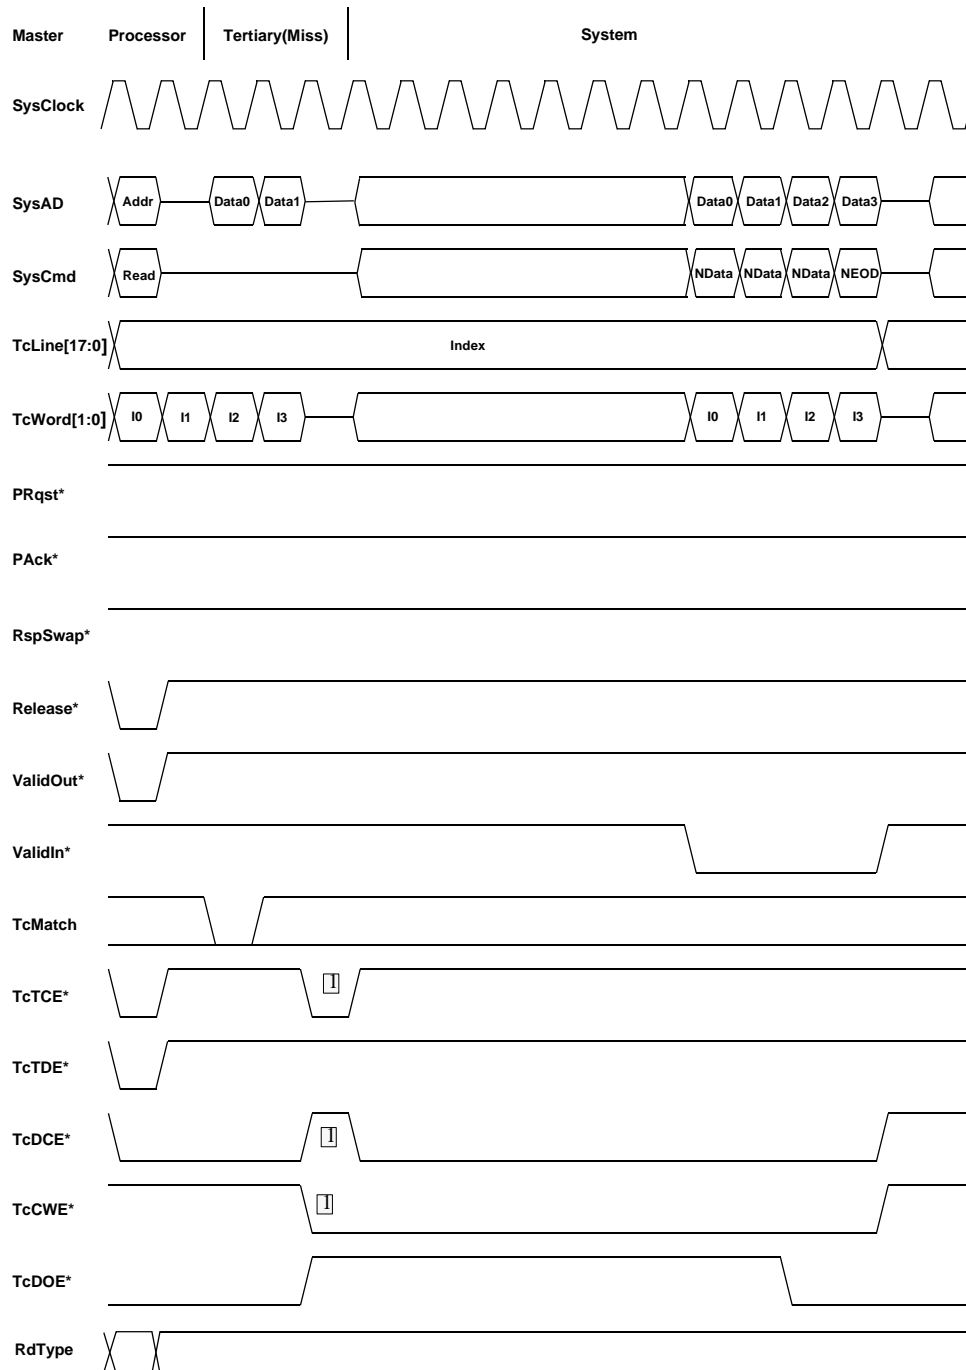 Master Processor Tertiary(Miss) System
SysClock
SysAD Addr Data0 Data1 Data0 Data1 Data2 Data3
SysCmd Read NData NData NData NEOD
TcLine[17:0] Index
TcWord[1:0] I0 I1 I2 I3 I0 I1 I2 I3
PRqst*
PAck*
RspSwap*
Release*
ValidOut*
ValidIn*
TcMatch
TcTCE* 1
TcTDE*
TcDCE* 1
TcCWE* 1
TcDOE*
RdType